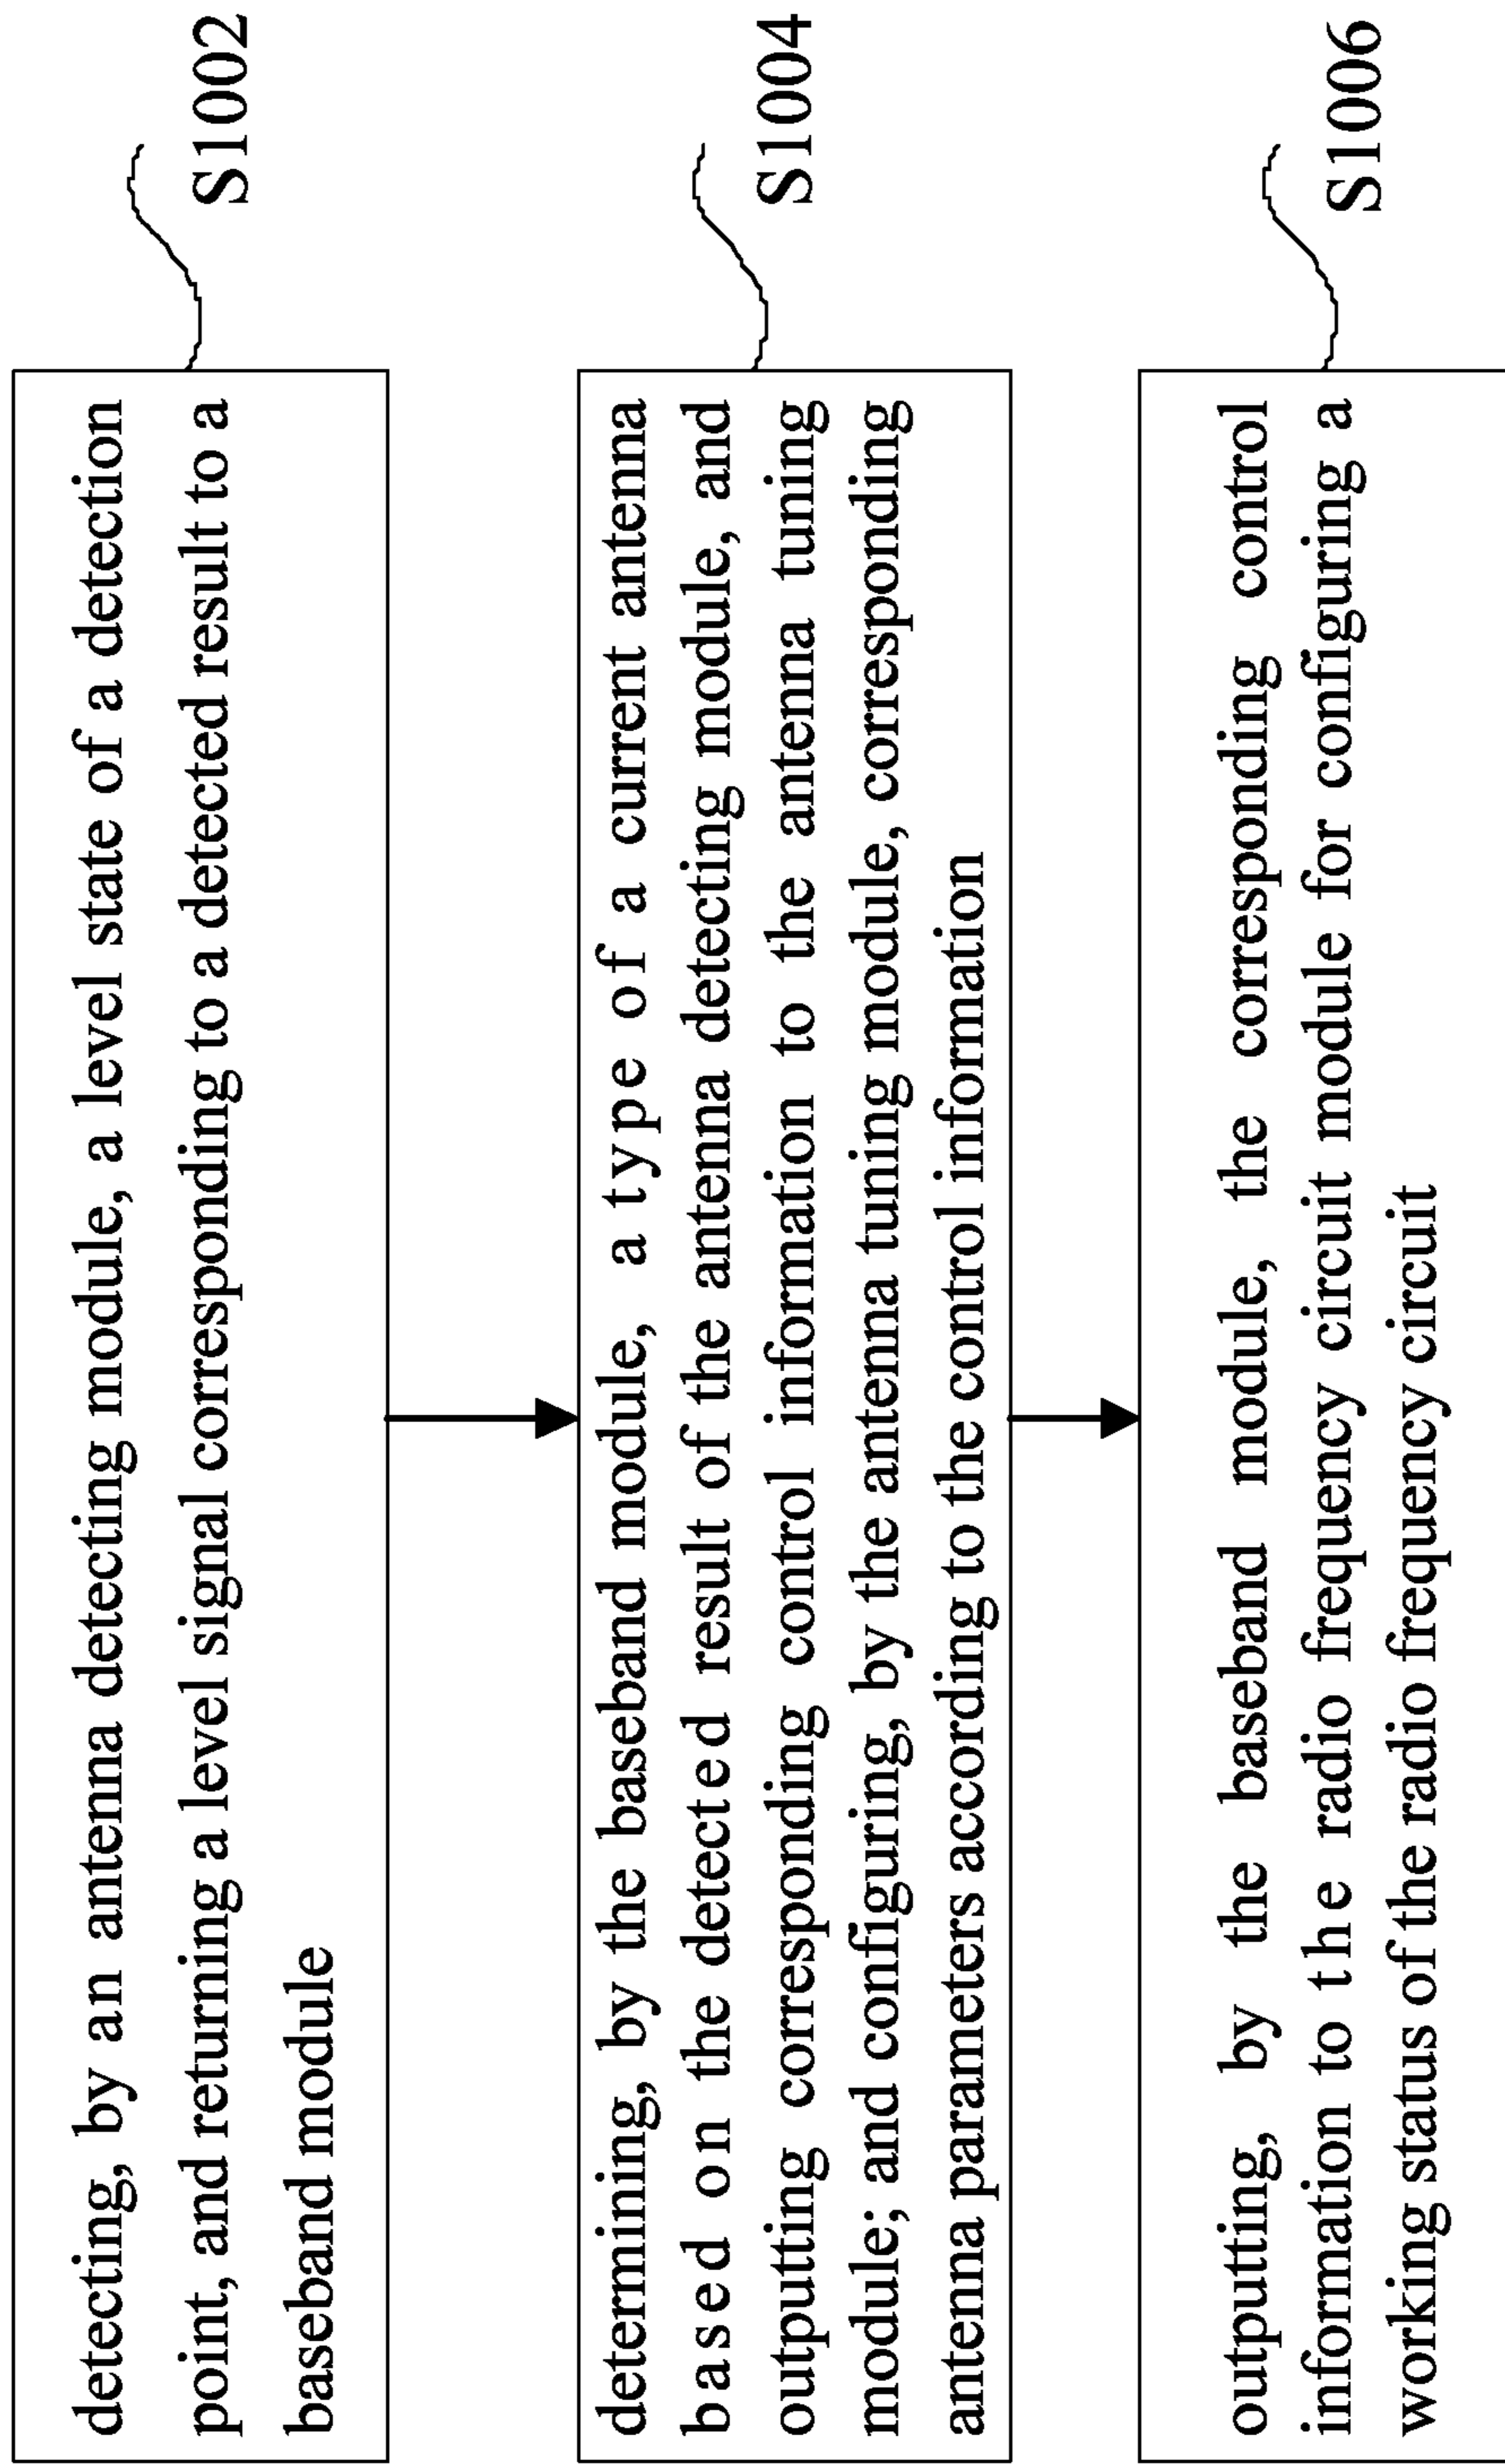 detecting, by an antenna detecting module, a level state of a detection
point, and returning a level signal corresponding to a detected result to a
baseband module
S1002
determining, by the baseband module, a type of a current antenna
based on the detected result of the antenna detecting module, and
outputting corresponding control information to the antenna tuning
module; and configuring, by the antenna tuning module, corresponding
antenna parameters according to the control information
S1004
outputting, by the baseband module, the corresponding control
information to the radio frequency circuit module for configuring a
working status of the radio frequency circuit
S1006